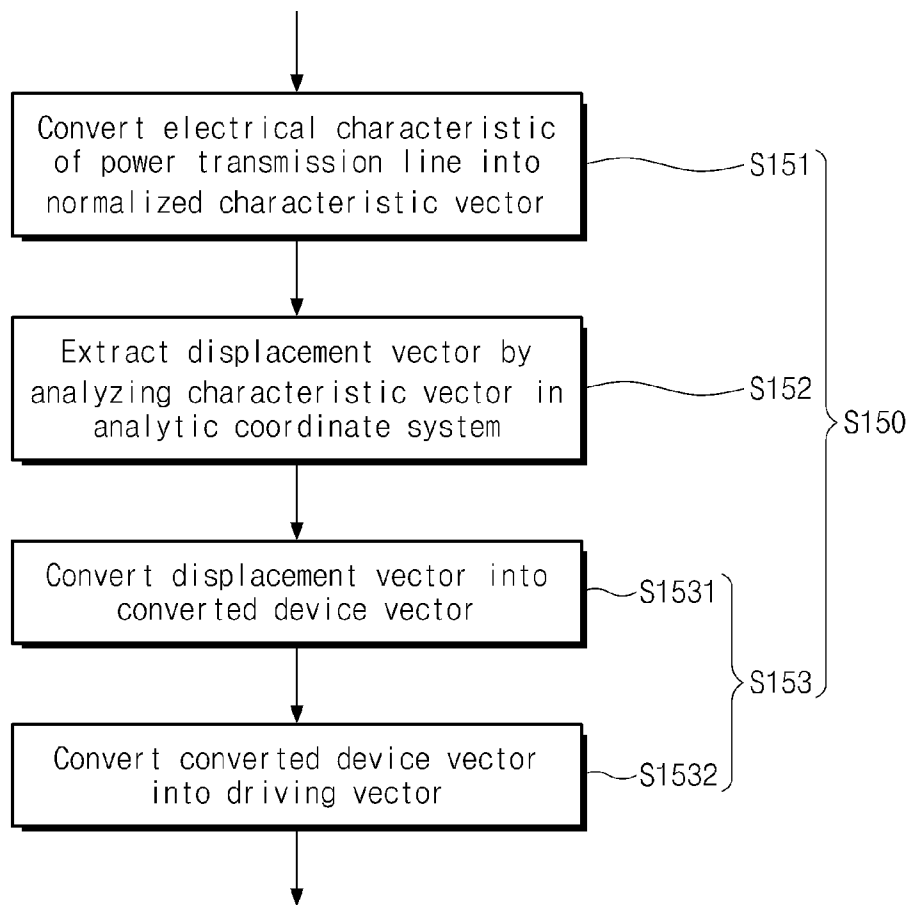 Convert electrical characteristic
of power transmission line into
normalized characteristic vector
S151
Extract displacement vector by
analyzing characteristic vector in
analytic coordinate system
S152
S150
Convert displacement vector into
converted device vector
S1531
S153
Convert converted device vector
into driving vector
S1532